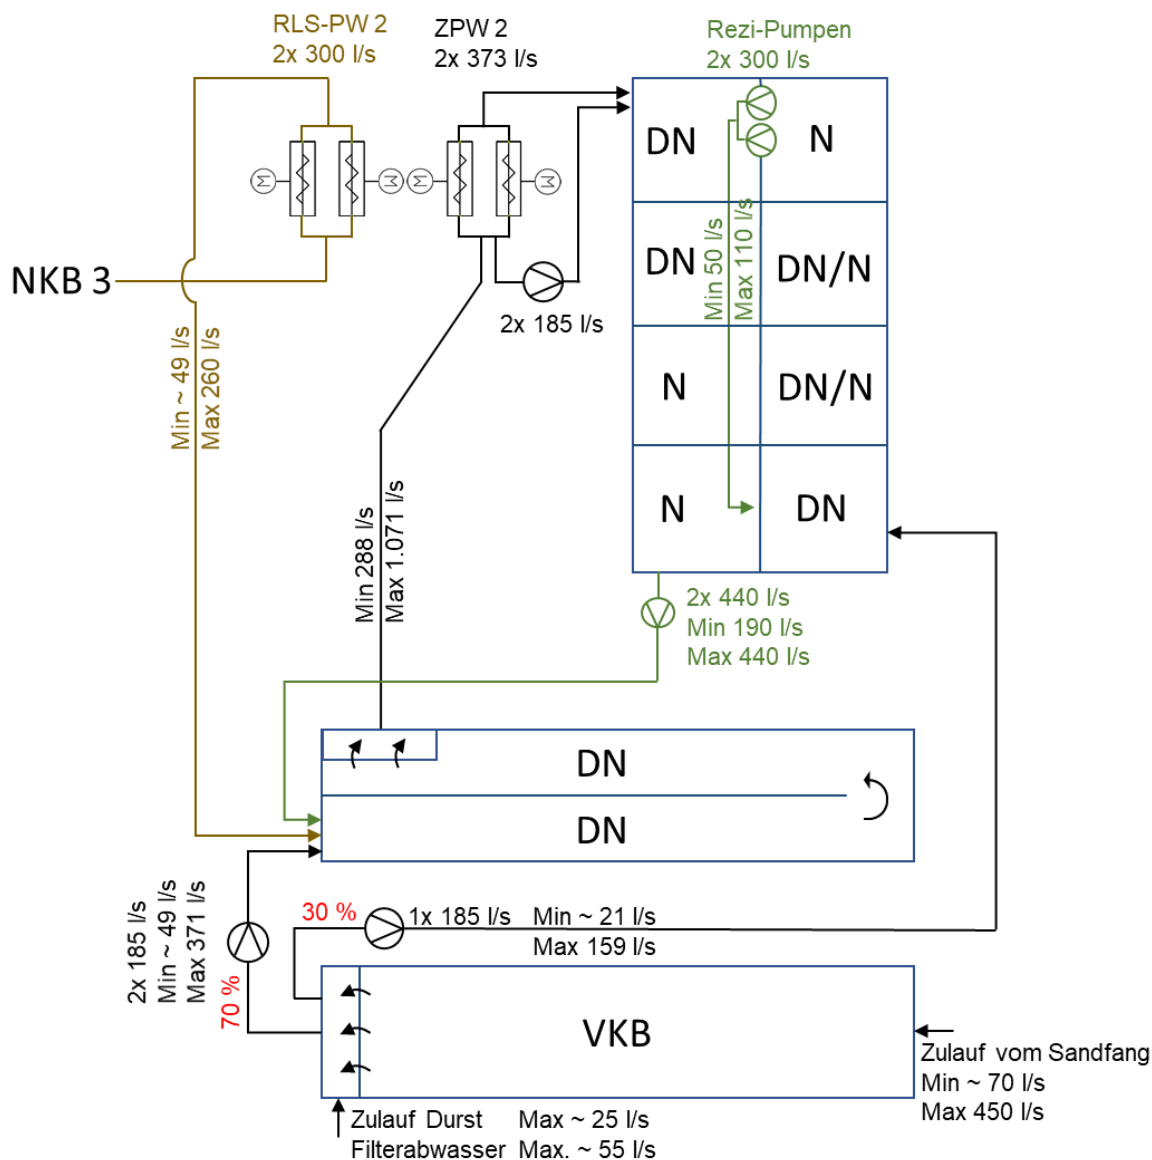 RLS-PW 2
2x 300 l/s
ZPW 2
2x 373 l/s
Rezi-Pumpen
2x 300 l/s
DN
N
M
M
M
M
DN
DN/N
Min 50 l/s
Max 110 l/s
NKB 3
2x 185 l/s
Min ~ 49 l/s
Max 260 l/s
N
DN/N
N
DN
Min 288 l/s
Max 1.071 l/s
2x 440 l/s
Min 190 l/s
Max 440 l/s
DN
DN
2x 185 l/s
Min ~ 49 l/s
Max 371 l/s
70 %
30 %
1x 185 l/s
Min ~ 21 l/s
Max 159 l/s
VKB
Zulauf vom Sandfang
Min ~ 70 l/s
Max 450 l/s
Zulauf Durst Max ~ 25 l/s
Filterabwasser Max. ~ 55 l/s